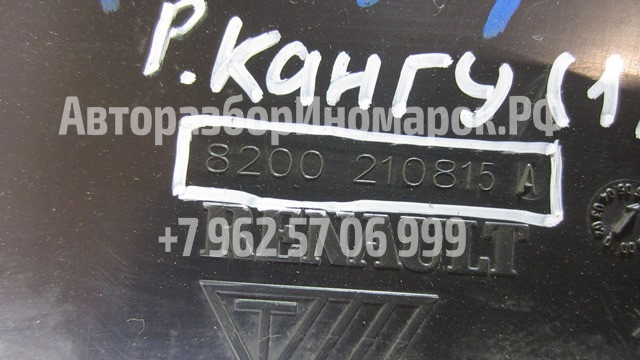 Р.КАНГУ(1)
АвторазборИномарок.РФ
8200 210815 A
RENAULT
+7 962 57 06 999